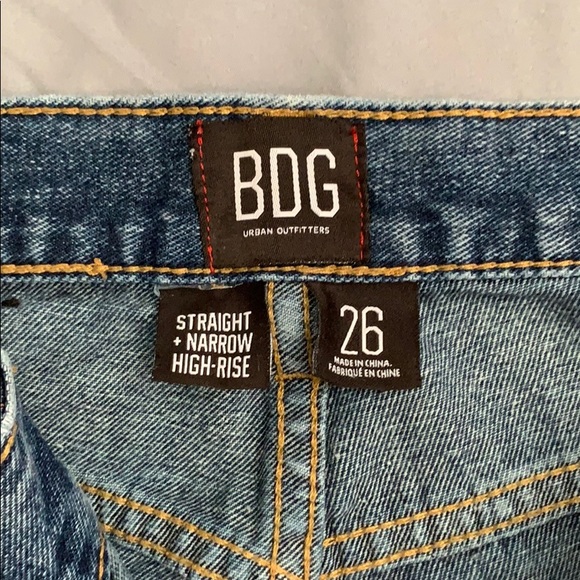 BDG
URBAN OUTFITTERS
STRAIGHT
+ NARROW
HIGH-RISE
26
MADE IN CHINA.
FABRIQUÉ EN CHINE